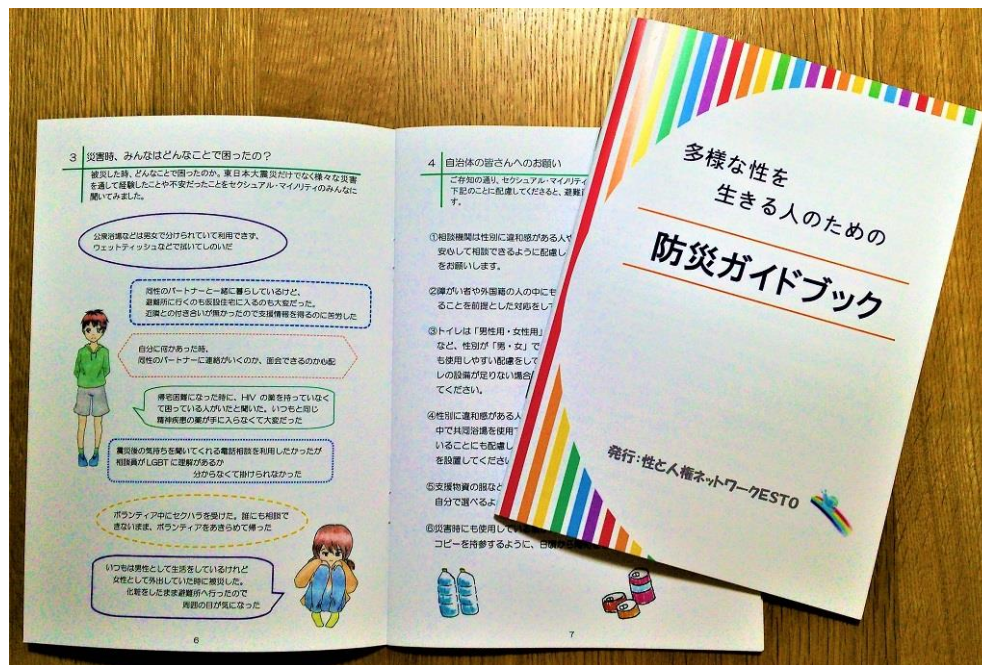 3 災害時、みんなはどんなことで困ったの？
被災した時、どんなことで困ったのか。東日本大震災だけでなく様々な災害
を通して経験したことや不安だったことをセクシュアル・マイノリティのみんなに
聞いてみました。
公衆浴場などは男女で分けられていて利用できず、
ウェットティッシュなどで拭いてしのいだ
同性のパートナーと一緒に暮らしているけど、
避難所に行くのも仮設住宅に入るのも大変だった。
近隣との付き合いが無かったので支援情報を得るのに苦労した
自分に何かあった時、
同性のパートナーに連絡がいくのか、面会できるのか心配
帰宅困難になった時に、HIVの薬を持っていなく
て困っている人がいたと聞いた。いつもと同じ
精神疾患の薬が手に入らなくて大変だった
震災後の気持ちを聞いてくれる電話相談を利用したかったが
相談員がLGBTに理解があるか
分からなくて掛けられなかった
ボランティア中にセクハラを受けた。誰にも相談で
きないまま、ボランティアをあきらめて帰った
いつもは男性として生活をしているけれど
女性として外出していた時に被災した。
化粧をしたまま避難所へ行ったので
周囲の目が気になった
6
4 自治体の皆さんへのお願い
ご存知の通り、セクシュアル・マイノリティ
下記のことに配慮してくださると、避難
す。
①相談機関は性別に違和感がある人や
安心して相談できるように配慮し
をお願いします。
②障がい者や外国籍の人の中にも
ることを前提とした対応をして
③トイレは「男性用・女性用」
など、性別が「男・女」で
も使用しやすい配慮をして
レの設備が足りない場合
てください。
④性別に違和感がある人
中で共同浴場を使用
いることにも配慮し
を設置してください
⑤支援物資の服など
自分で選べるよ
⑥災害時にも使用して
コピーを持参するように、日頃から
7
多様な性を
生きる人のための
防災ガイドブック
発行・性と人権ネットワークESTO